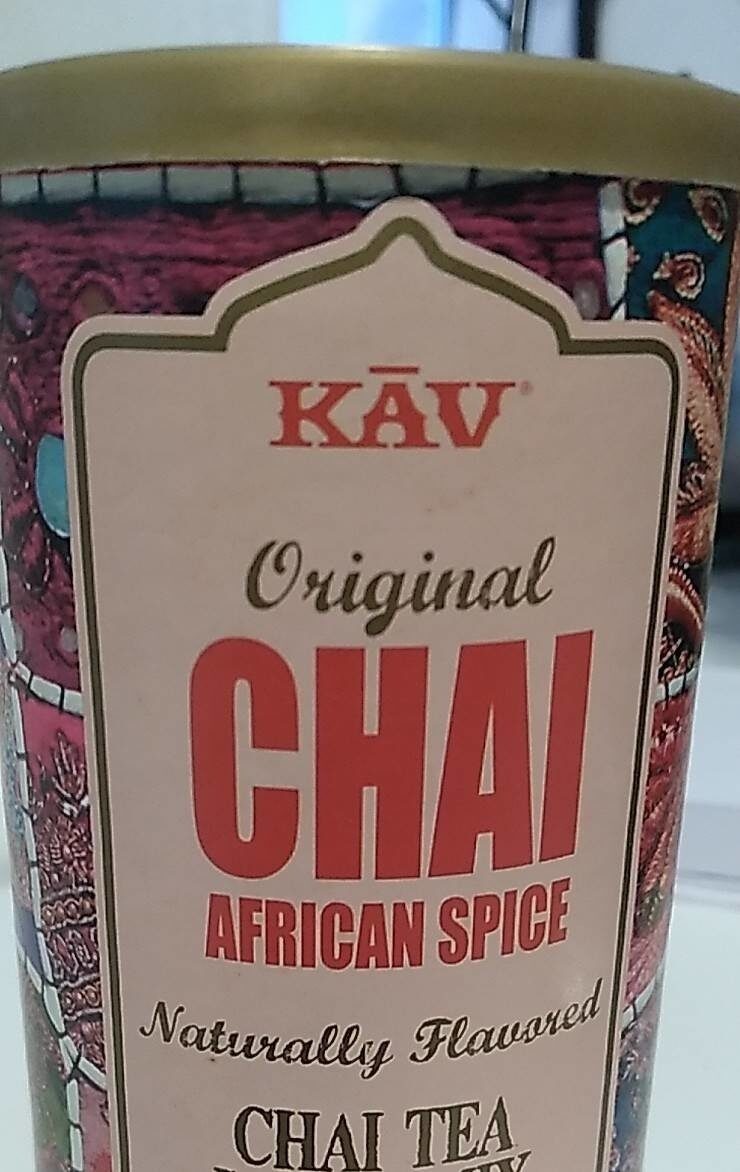 KĀV
Original
CHAI
AFRICAN SPICE
Naturally Flavored
CHAI TEA